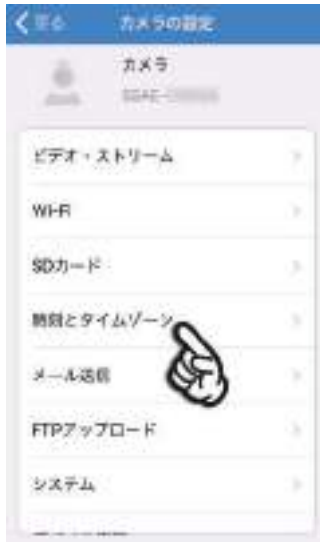 戻る
カメラの設定
カメラ
ビデオ・ストリーム
Wi-Fi
SDカード
時刻とタイムゾーン
メール送信
FTPアップロード
システム